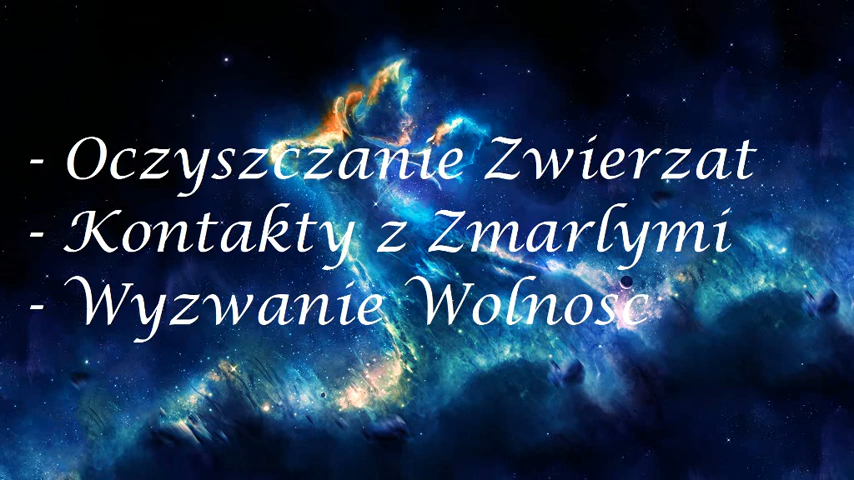 - Oczyszczanie Zwierzat
- Kontakty z Zmarlymi
- Wyzwanie Wolnosc